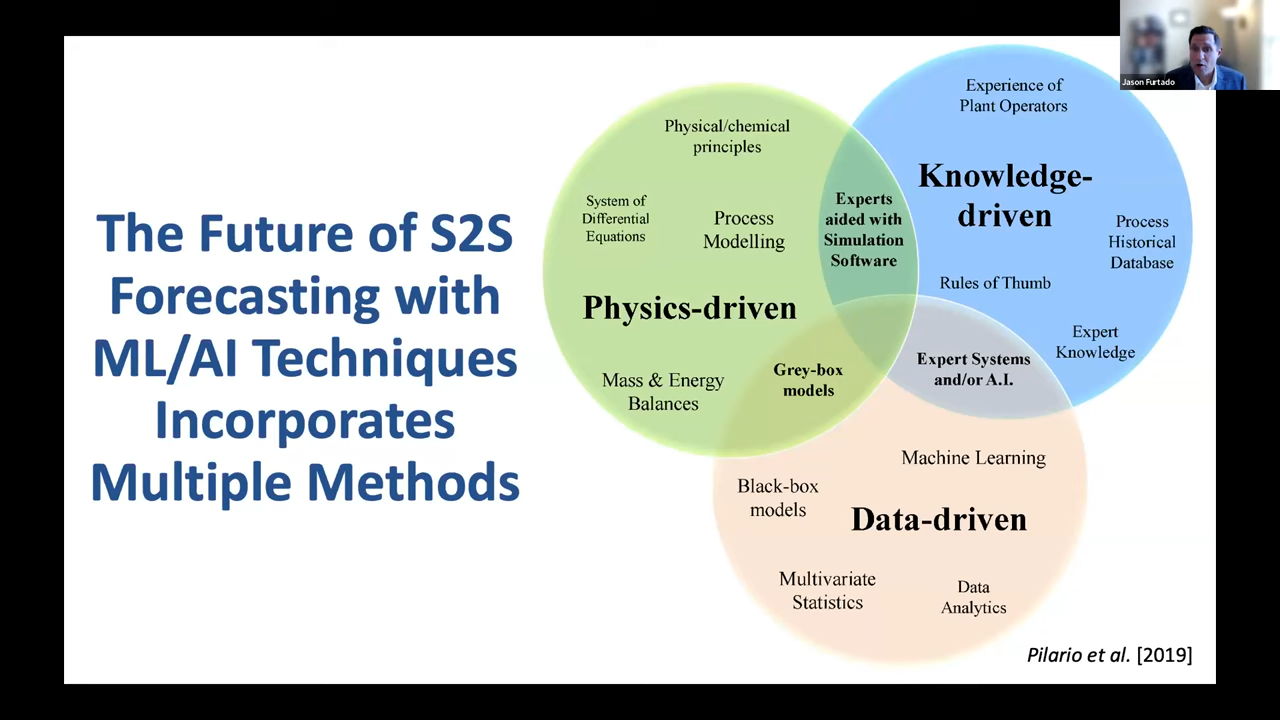 Jason Furtado
The Future of S2S
Forecasting with
ML/AI Techniques
Incorporates
Multiple Methods
Physical/chemical
principles
System of
Differential
Equations
Process
Modelling
Physics-driven
Mass & Energy
Balances
Grey-box
models
Experts
aided with
Simulation
Software
Experience of
Plant Operators
Knowledge-
driven
Process
Historical
Database
Rules of Thumb
Expert
Knowledge
Expert Systems
and/or A.I.
Machine Learning
Black-box
models
Data-driven
Multivariate
Statistics
Data
Analytics
Pilario et al. [2019]